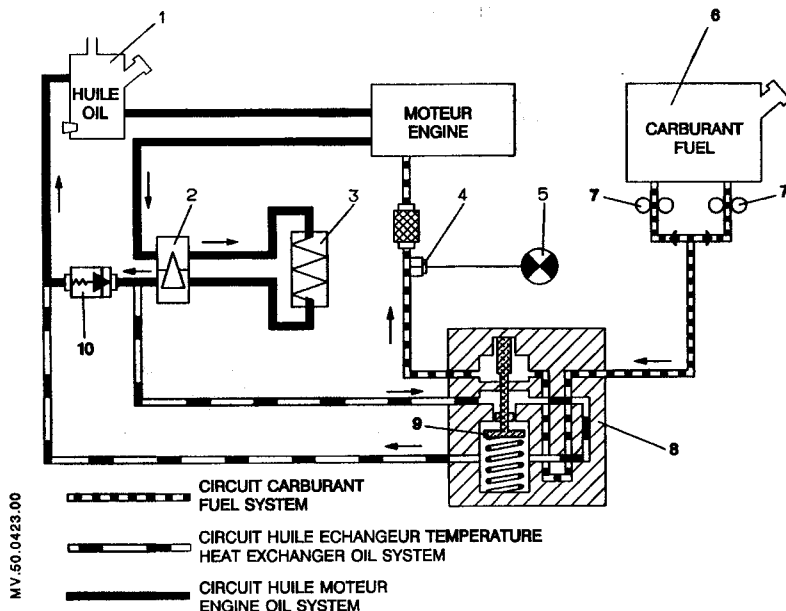 1
HUILE
OIL
MOTEUR
ENGINE
6
CARBURANT
FUEL
2
3
4
5
7
7
10
9
8
CIRCUIT CARBURANT
FUEL SYSTEM
CIRCUIT HUILE ECHANGEUR TEMPERATURE
HEAT EXCHANGER OIL SYSTEM
CIRCUIT HUILE MOTEUR
ENGINE OIL SYSTEM
MV.50.0423.00